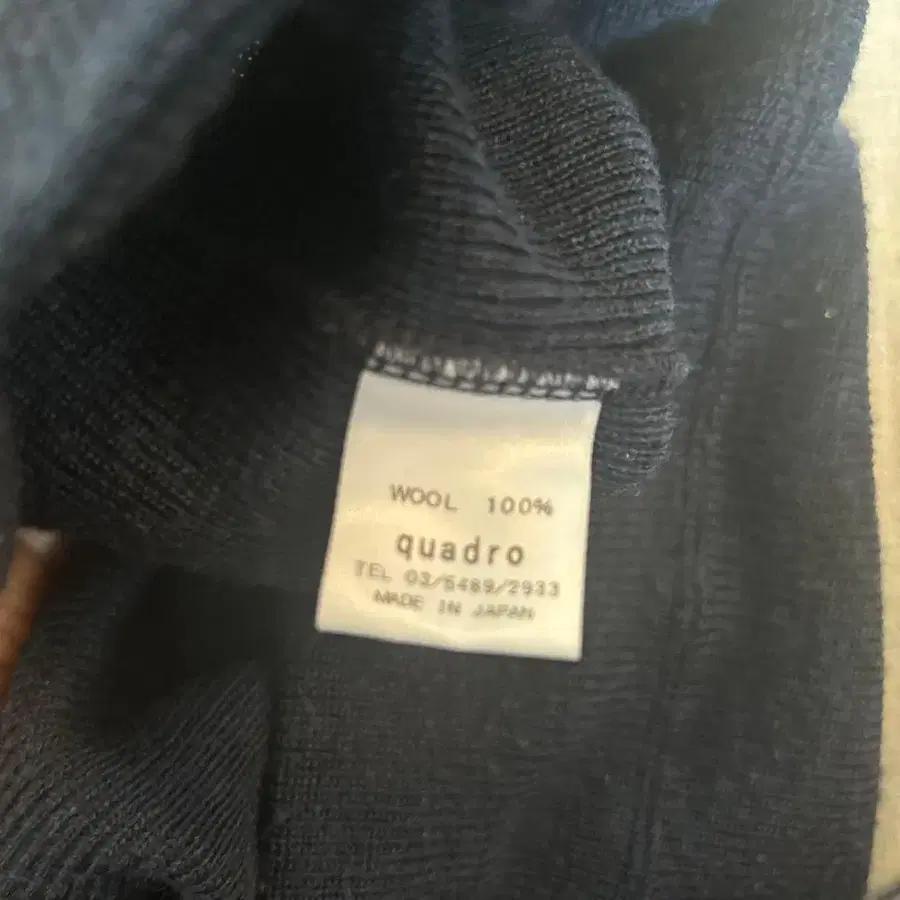 WOOL 100%
quadro
TEL 03/5489/2933
MADE IN JAPAN